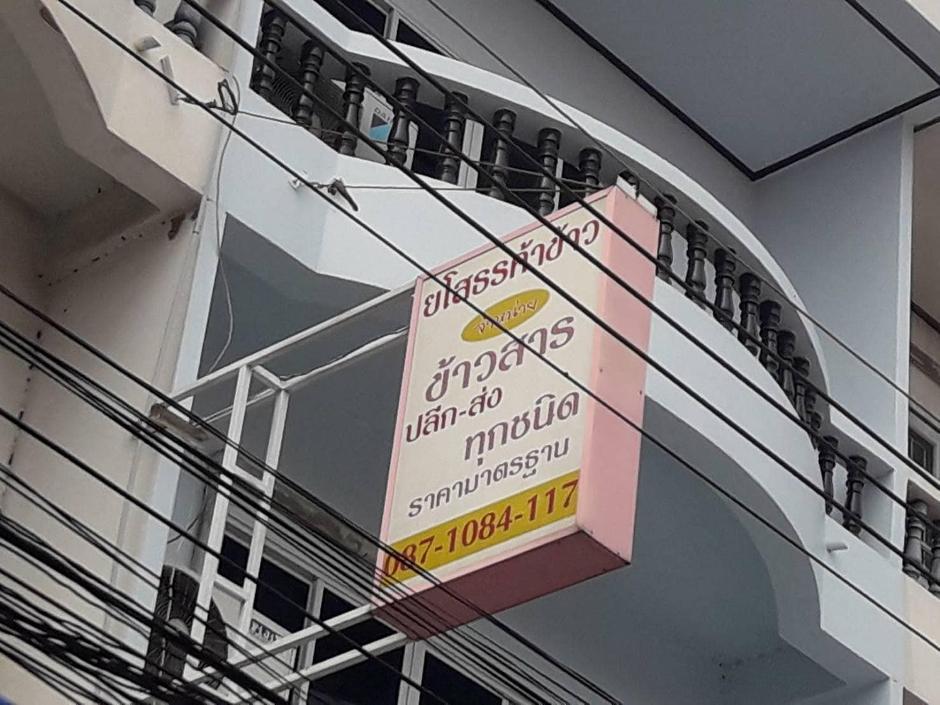 ยโสธรค้าข้าว
จำหน่าย
ข้าวสาร
ปลีก-ส่ง
ทุกชนิด
ราคามาตรฐาน
087-1084-117